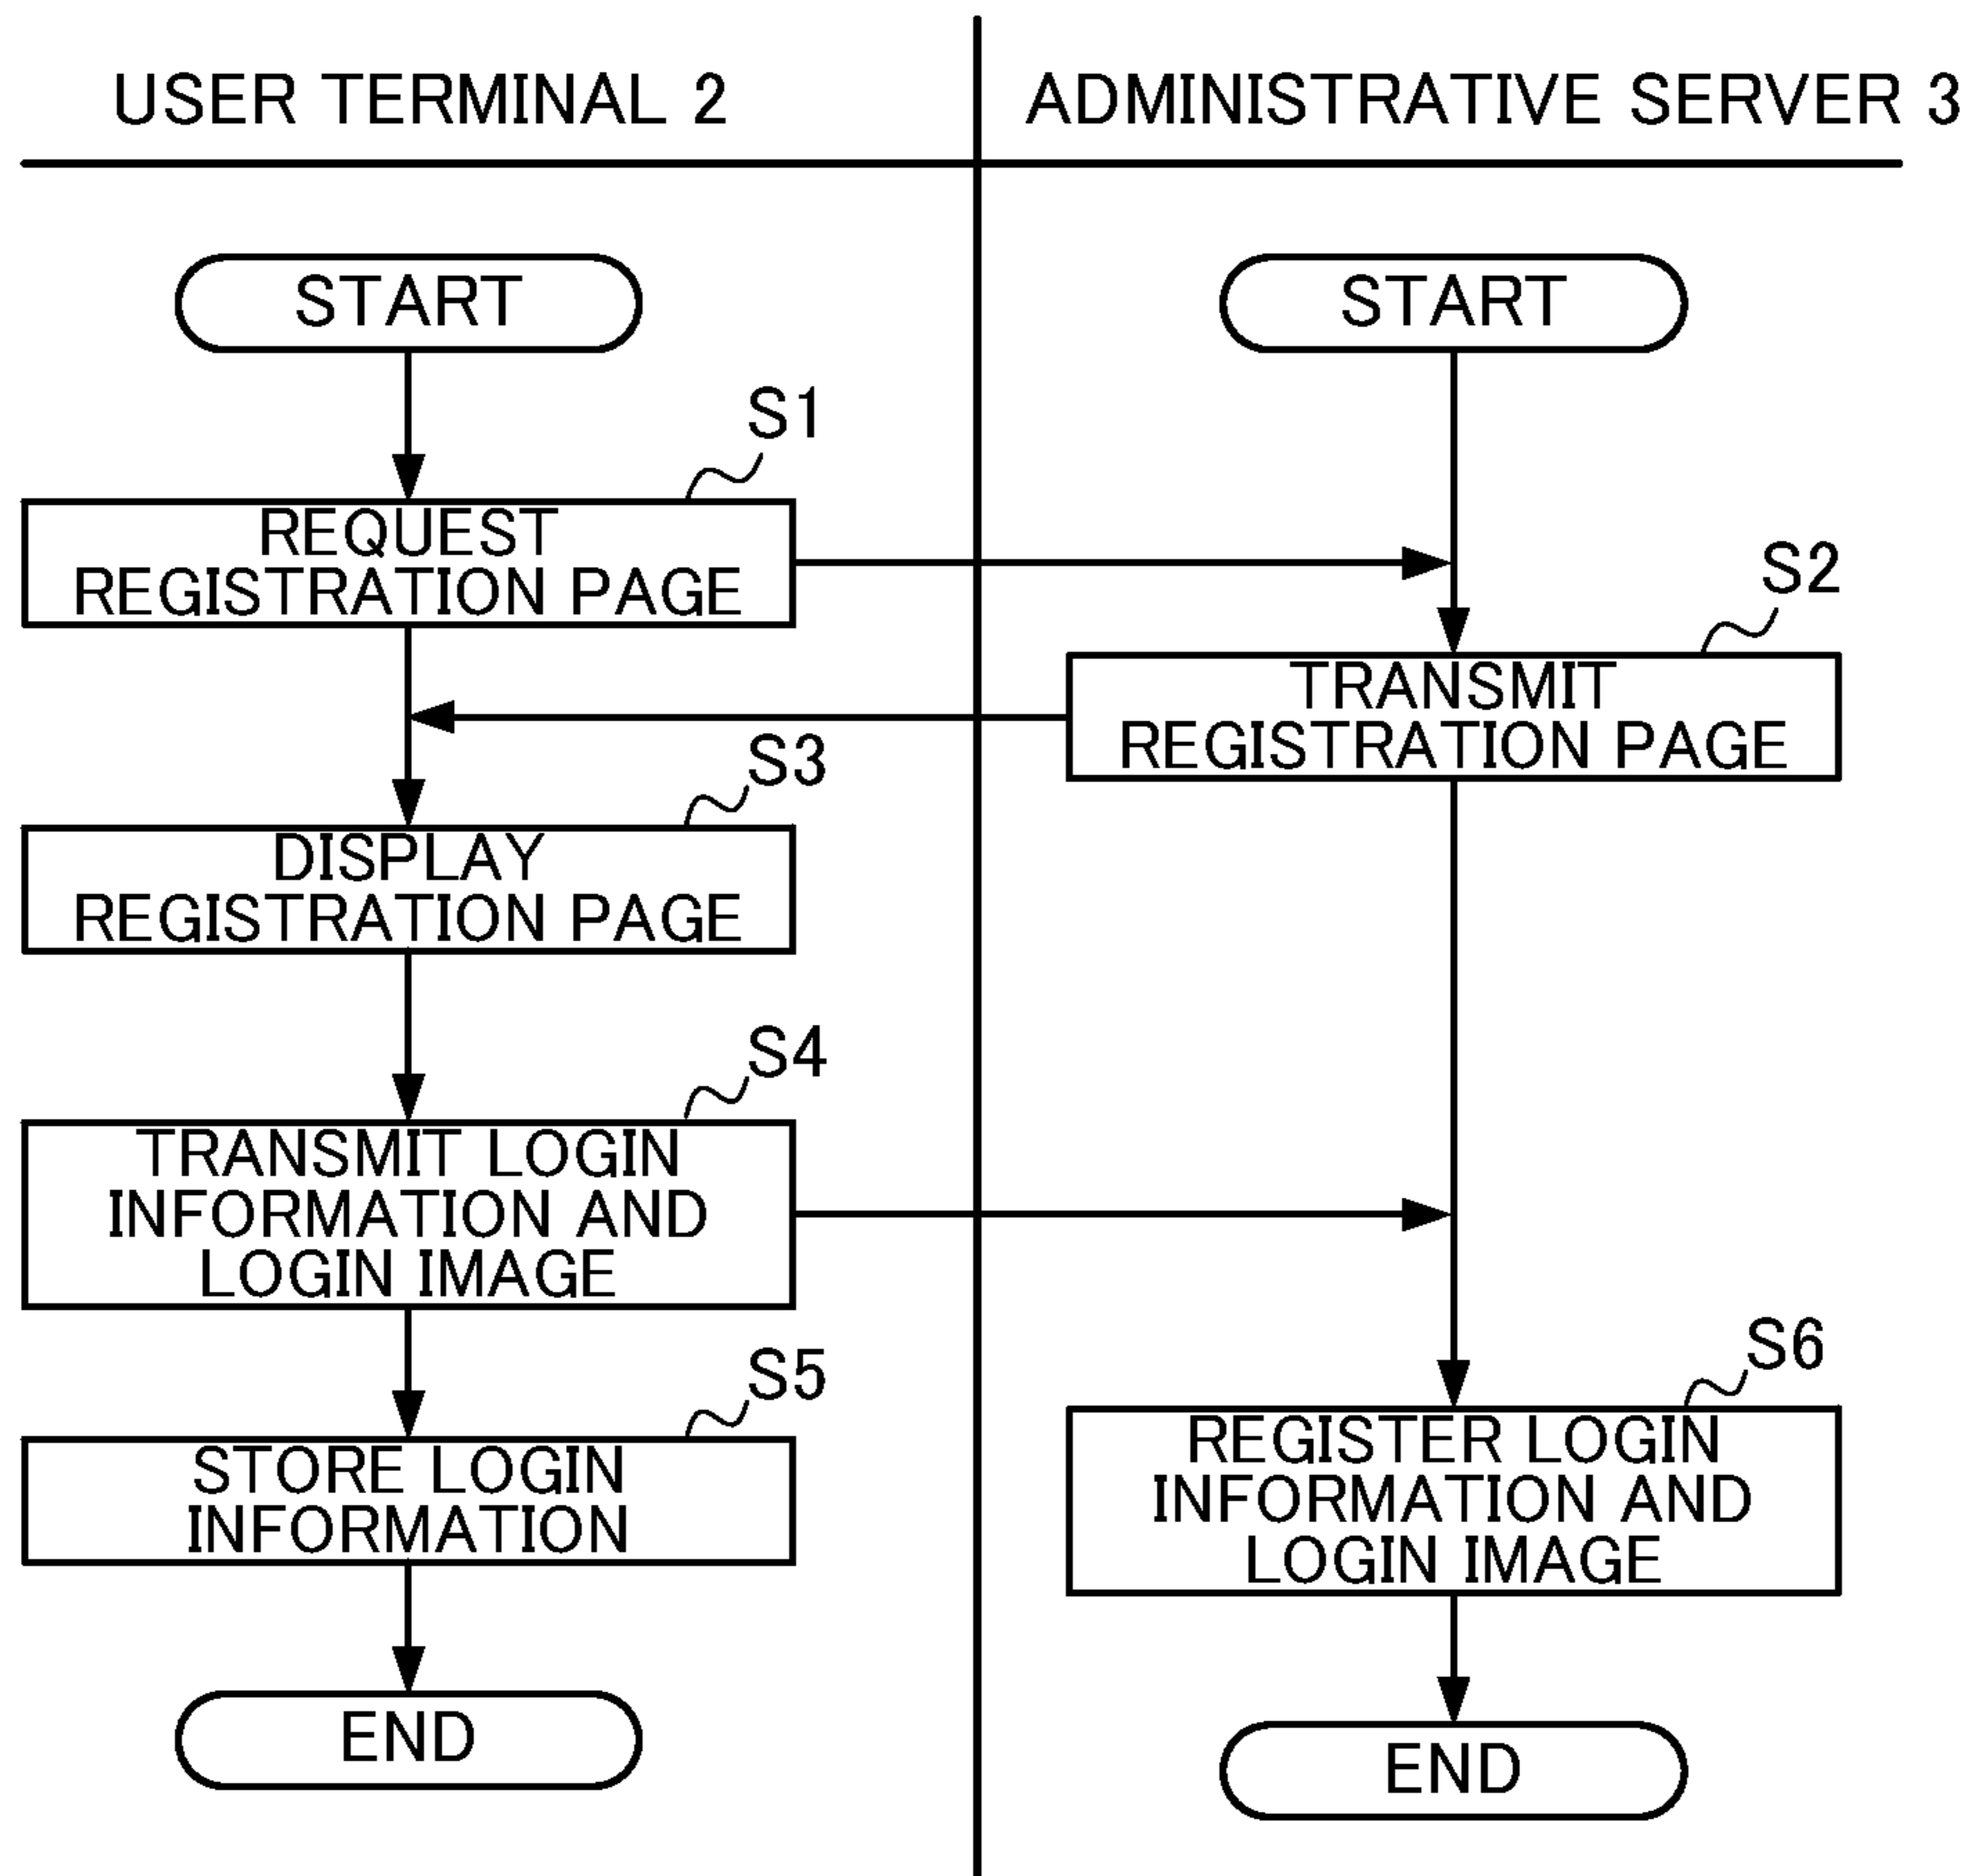 USER TERMINAL 2
ADMINISTRATIVE SERVER 3
START
START
S1
REQUEST
REGISTRATION PAGE
S2
TRANSMIT
REGISTRATION PAGE
S3
DISPLAY
REGISTRATION PAGE
S4
TRANSMIT LOGIN
INFORMATION AND
LOGIN IMAGE
S5
STORE LOGIN
INFORMATION
S6
REGISTER LOGIN
INFORMATION AND
LOGIN IMAGE
END
END